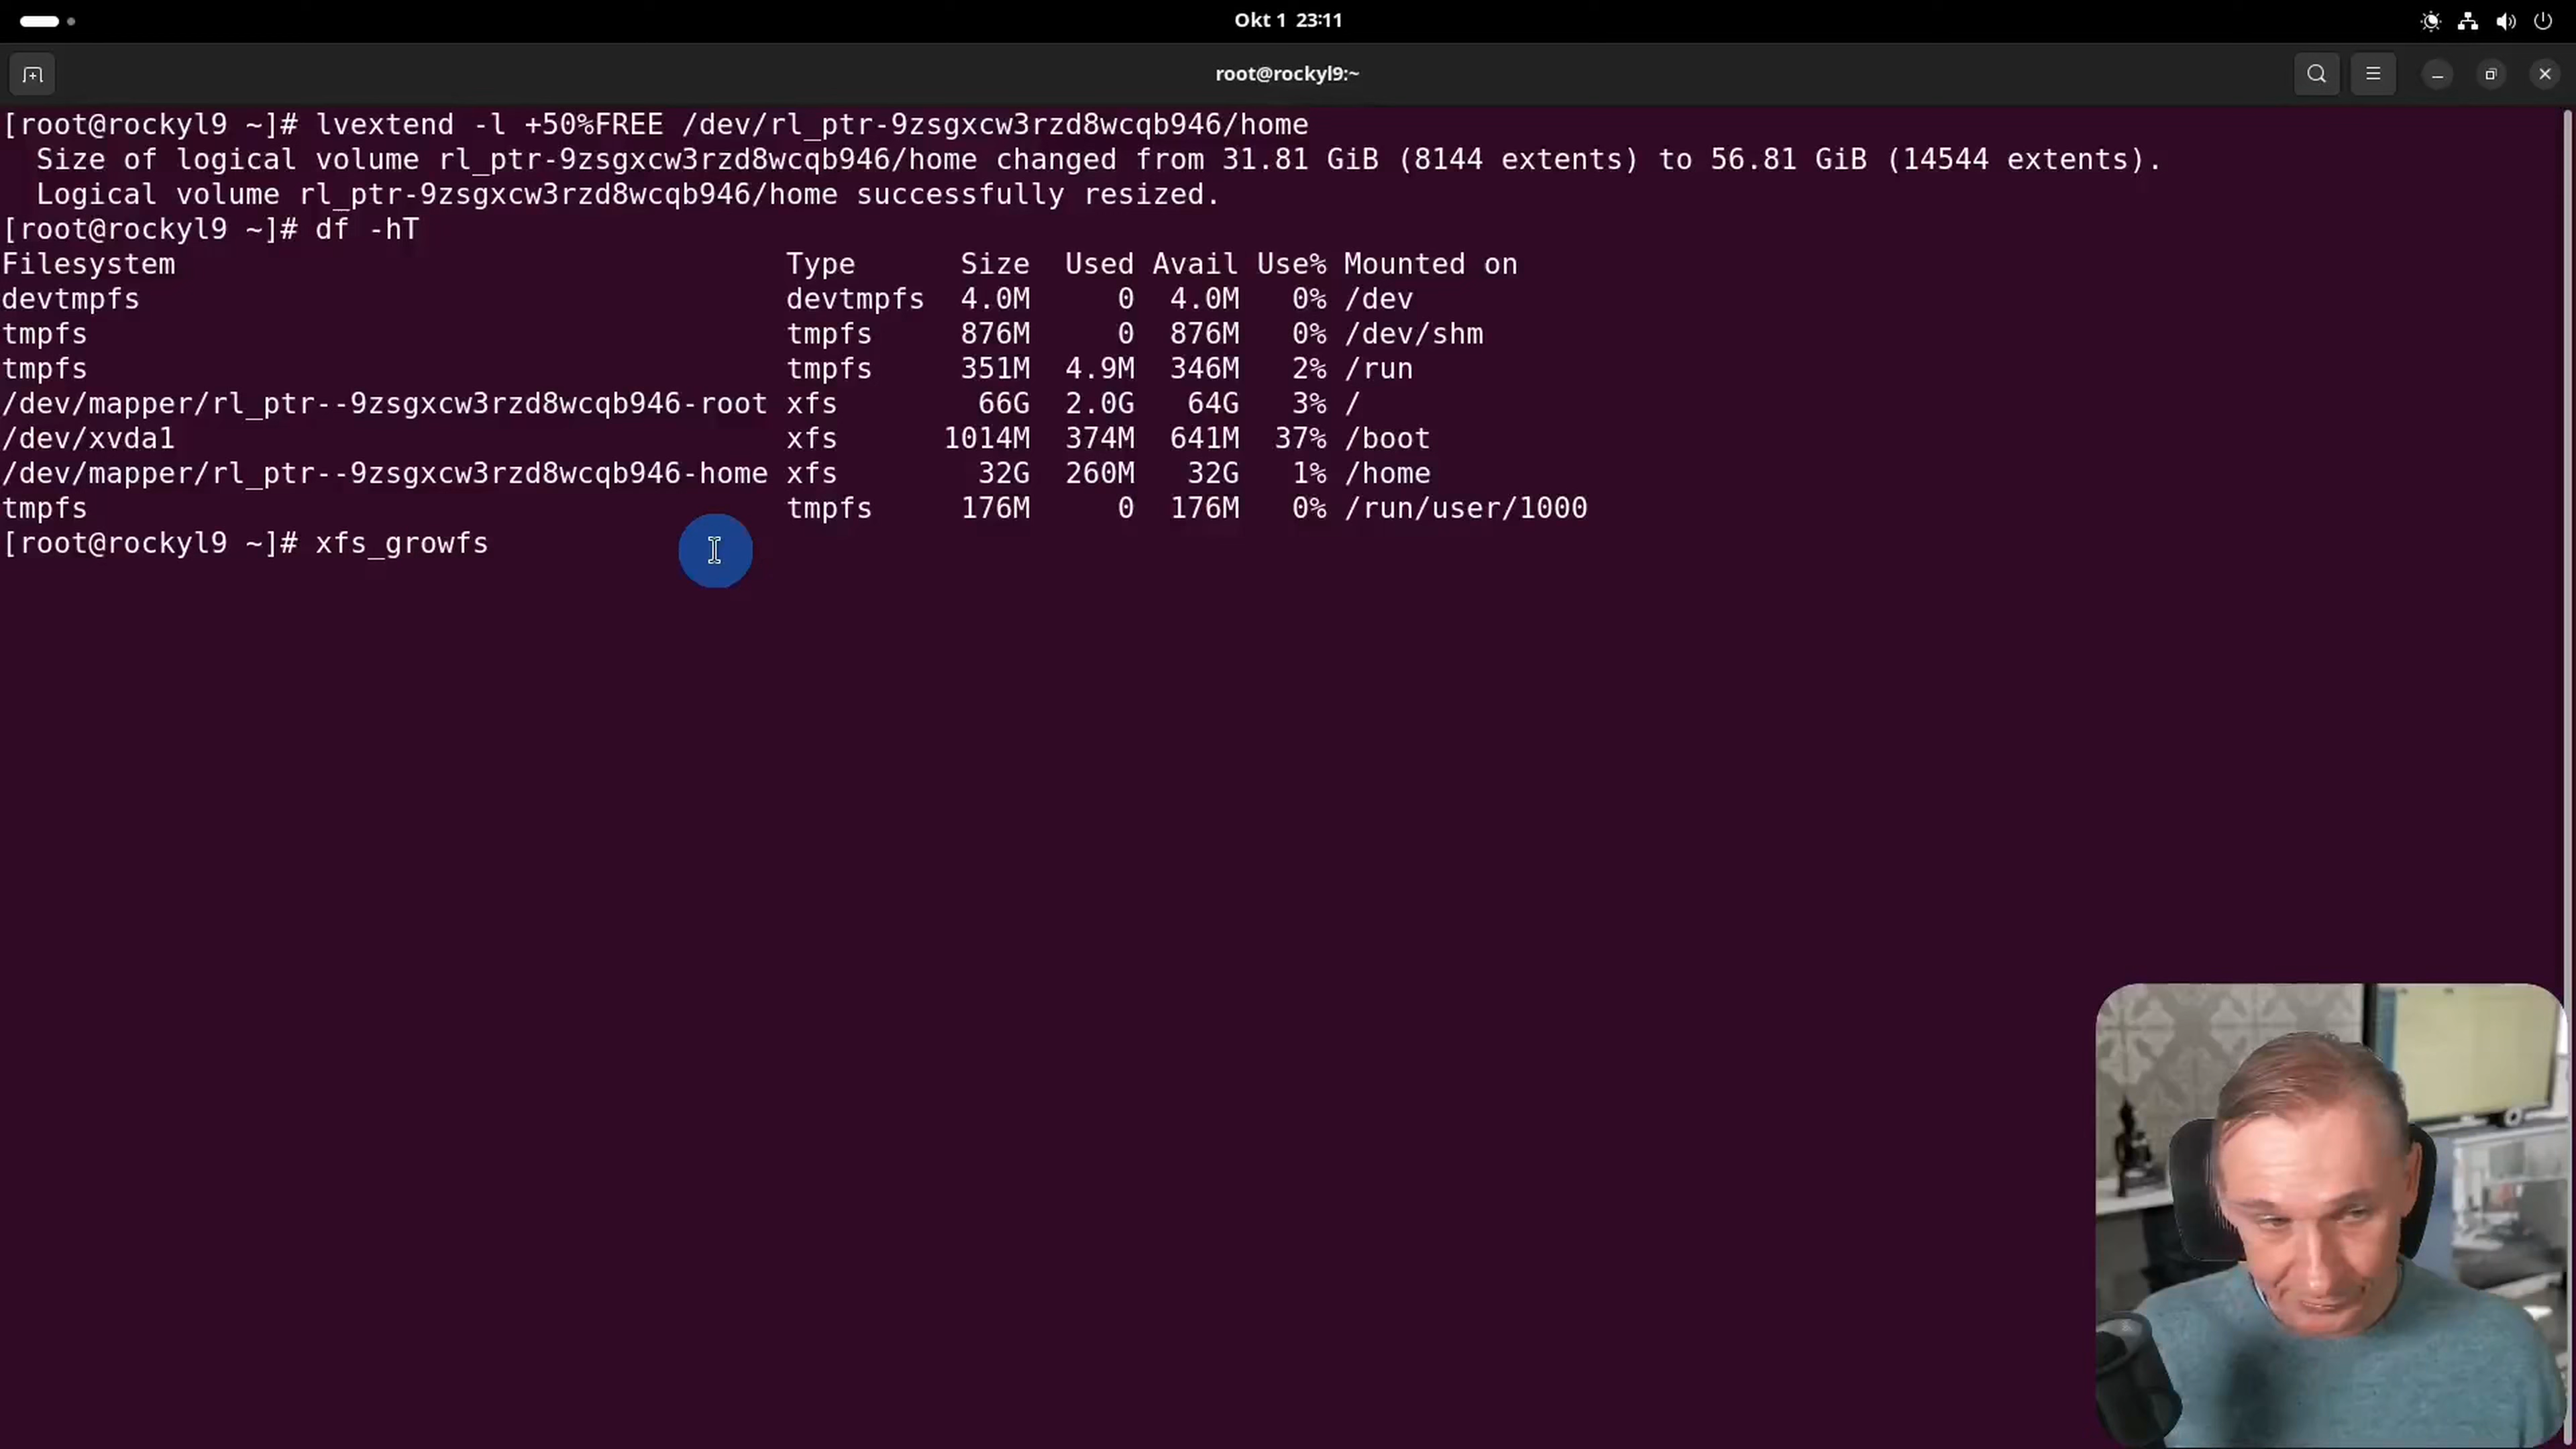 Okt 1 23:11
root@rockyl9:~
[root@rockyl9 ~]# lvextend -l +50%FREE /dev/rl_ptr-9zsgxcw3rzd8wcqb946/home
  Size of logical volume rl_ptr-9zsgxcw3rzd8wcqb946/home changed from 31.81 GiB (8144 extents) to 56.81 GiB (14544 extents).
  Logical volume rl_ptr-9zsgxcw3rzd8wcqb946/home successfully resized.
[root@rockyl9 ~]# df -hT
Filesystem                                   Type      Size  Used Avail Use% Mounted on
devtmpfs                                     devtmpfs  4.0M     0  4.0M   0% /dev
tmpfs                                        tmpfs     876M     0  876M   0% /dev/shm
tmpfs                                        tmpfs     351M  4.9M  346M   2% /run
/dev/mapper/rl_ptr--9zsgxcw3rzd8wcqb946-root xfs        66G  2.0G   64G   3% /
/dev/xvda1                                   xfs      1014M  374M  641M  37% /boot
/dev/mapper/rl_ptr--9zsgxcw3rzd8wcqb946-home xfs        32G  260M   32G   1% /home
tmpfs                                        tmpfs     176M     0  176M   0% /run/user/1000
[root@rockyl9 ~]# xfs_growfs